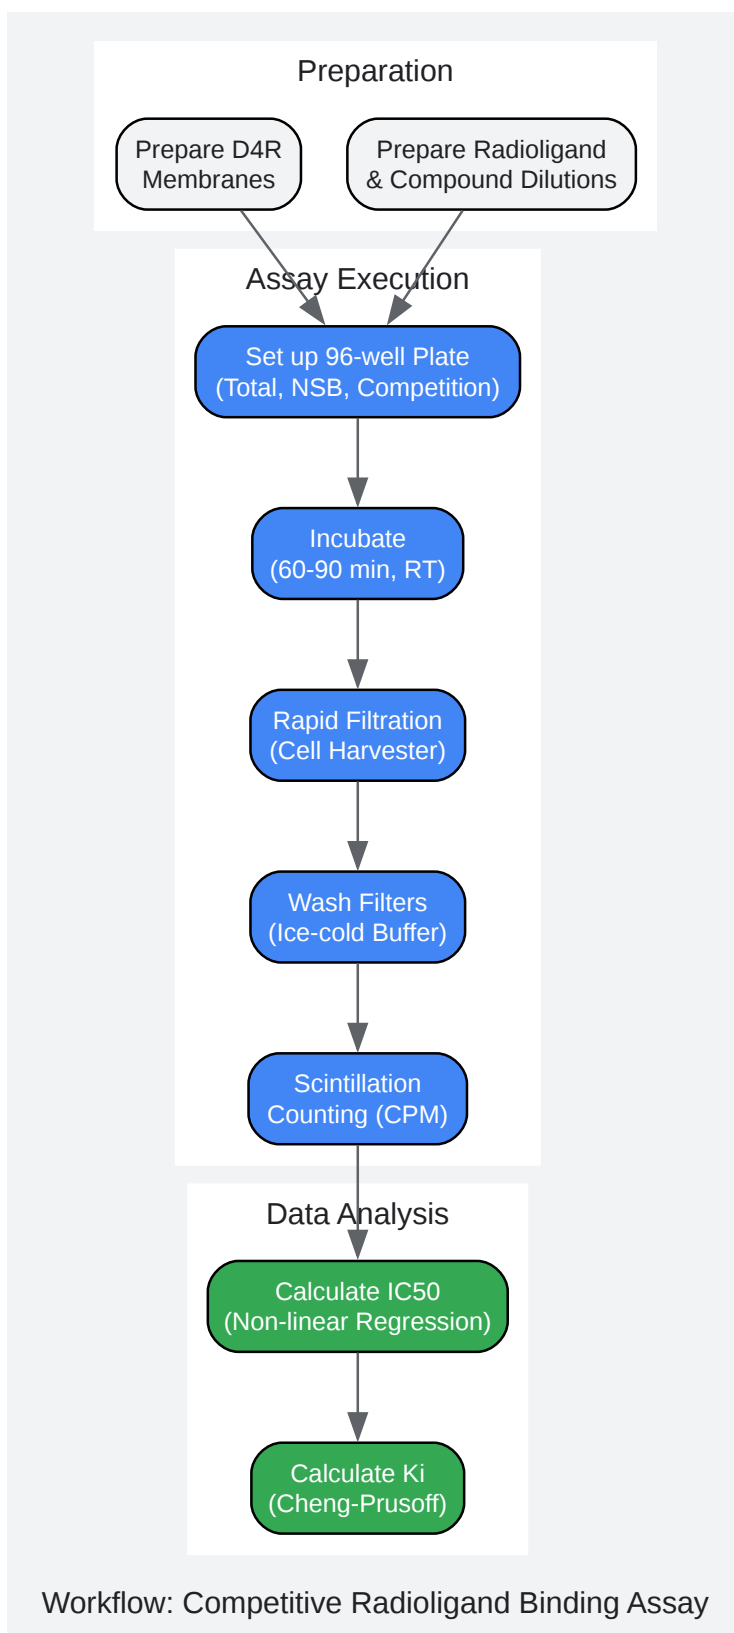 Preparation
Prepare D4R
Membranes
Prepare Radioligand
& Compound Dilutions
Assay Execution
Set up 96-well Plate
(Total, NSB, Competition)
Incubate
(60-90 min, RT)
Rapid Filtration
(Cell Harvester)
Wash Filters
(Ice-cold Buffer)
Scintillation
Counting (CPM)
Data Analysis
Calculate IC50
(Non-linear Regression)
Calculate Ki
(Cheng-Prusoff)
Workflow: Competitive Radioligand Binding Assay